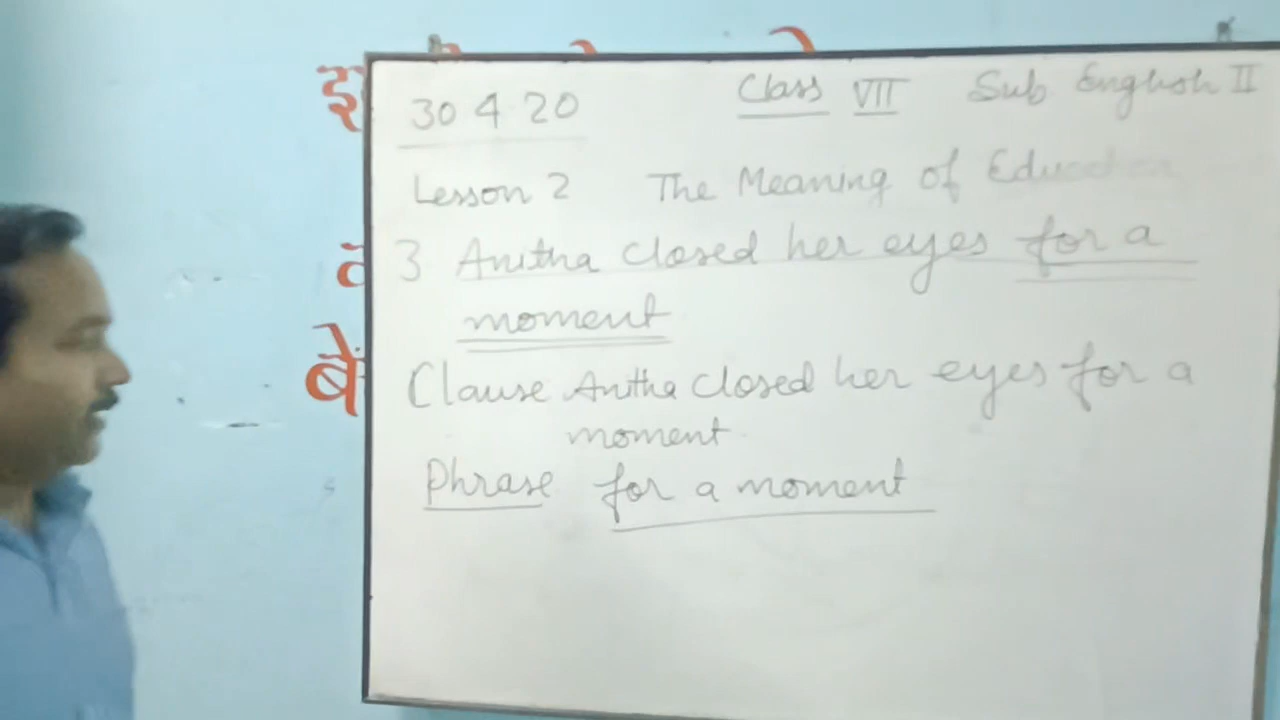 30 4 20 Class VII Sub English II
Lesson 2 The Meaning of Education
3 Anitha closed her eyes for a
moment
Clause Anitha closed her eyes for a
moment
Phrase for a moment